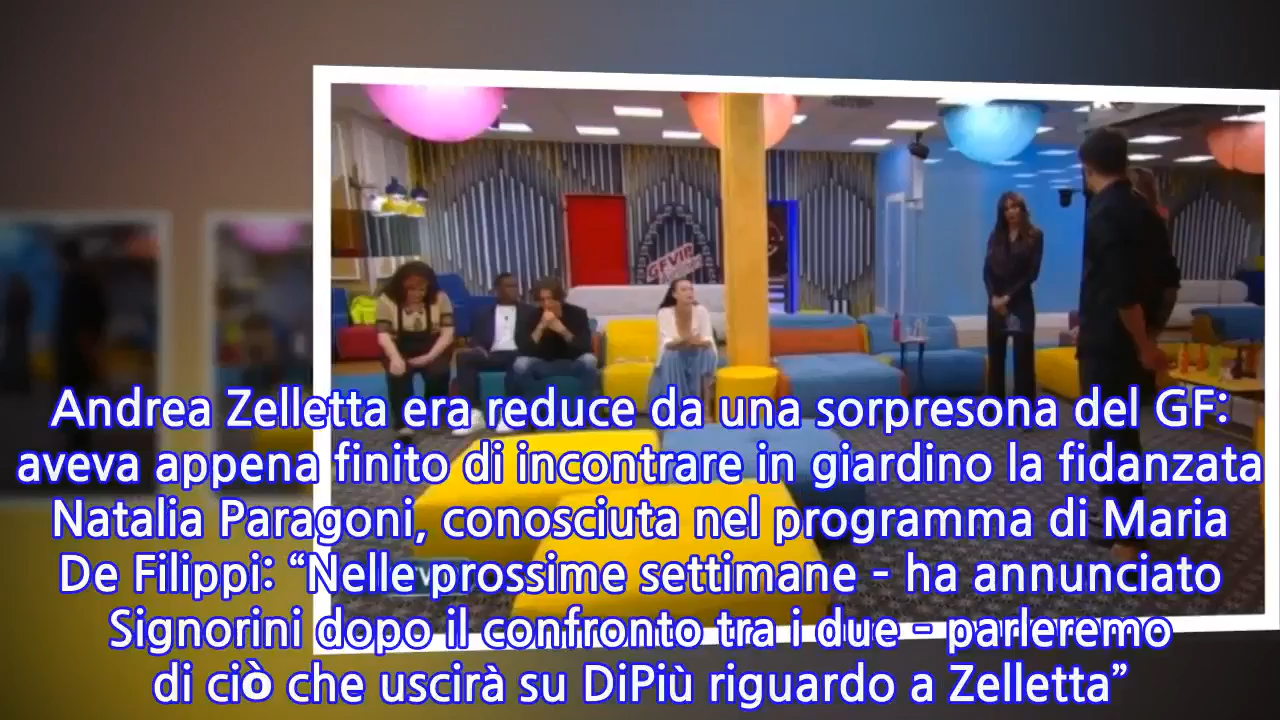 GFVIP
Andrea Zelletta era reduce da una sorpresona del GF:
aveva appena finito di incontrare in giardino la fidanzata
Natalia Paragoni, conosciuta nel programma di Maria
De Filippi: “Nelle prossime settimane - ha annunciato
Signorini dopo il confronto tra i due - parleremo
di ciò che uscirà su DiPiù riguardo a Zelletta”